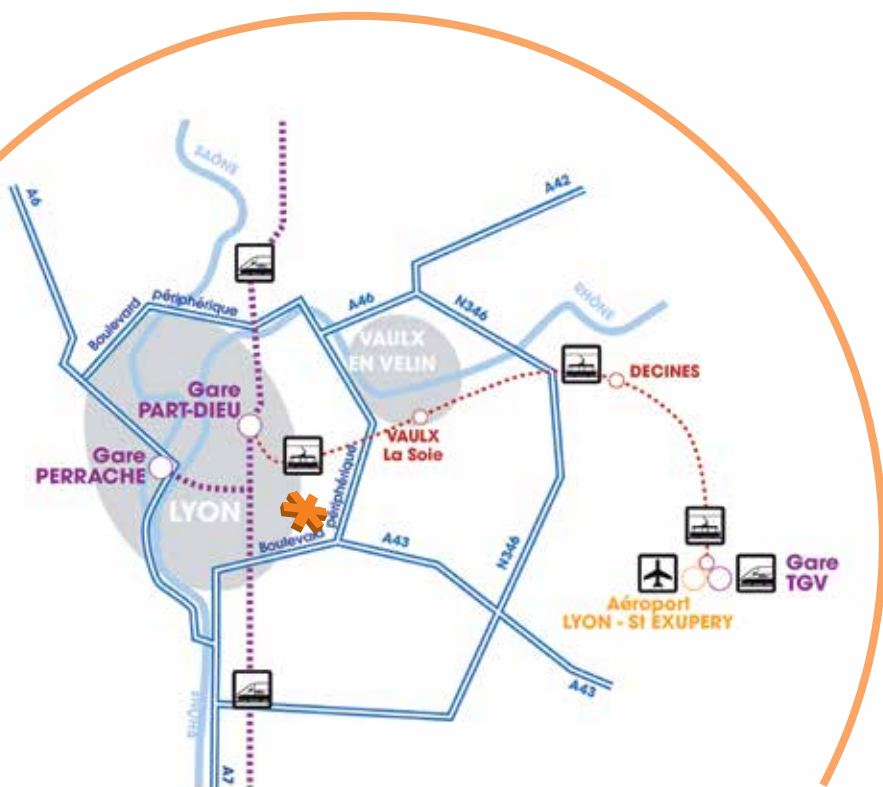 SAÔNE
A6
A42
Boulevard
périphérique
A46
N346
RHÔNE
VAULX
EN VELIN
DECINES
Gare
PART-DIEU
VAULX
La Soie
Gare
PERRACHE
LYON
périphérique
Boulevard
A43
N346
Gare
TGV
Aéroport
LYON - St EXUPERY
A43
RHÔNE
A7